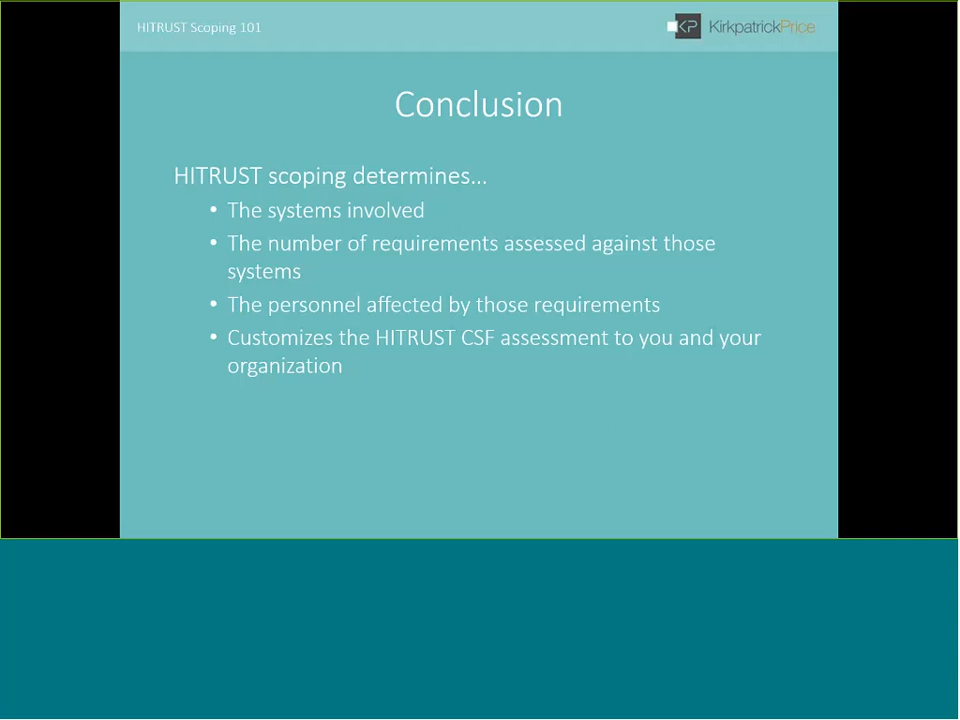 HITRUST Scoping 101
KP KirkpatrickPrice
Conclusion
HITRUST scoping determines...
• The systems involved
• The number of requirements assessed against those
systems
• The personnel affected by those requirements
• Customizes the HITRUST CSF assessment to you and your
organization